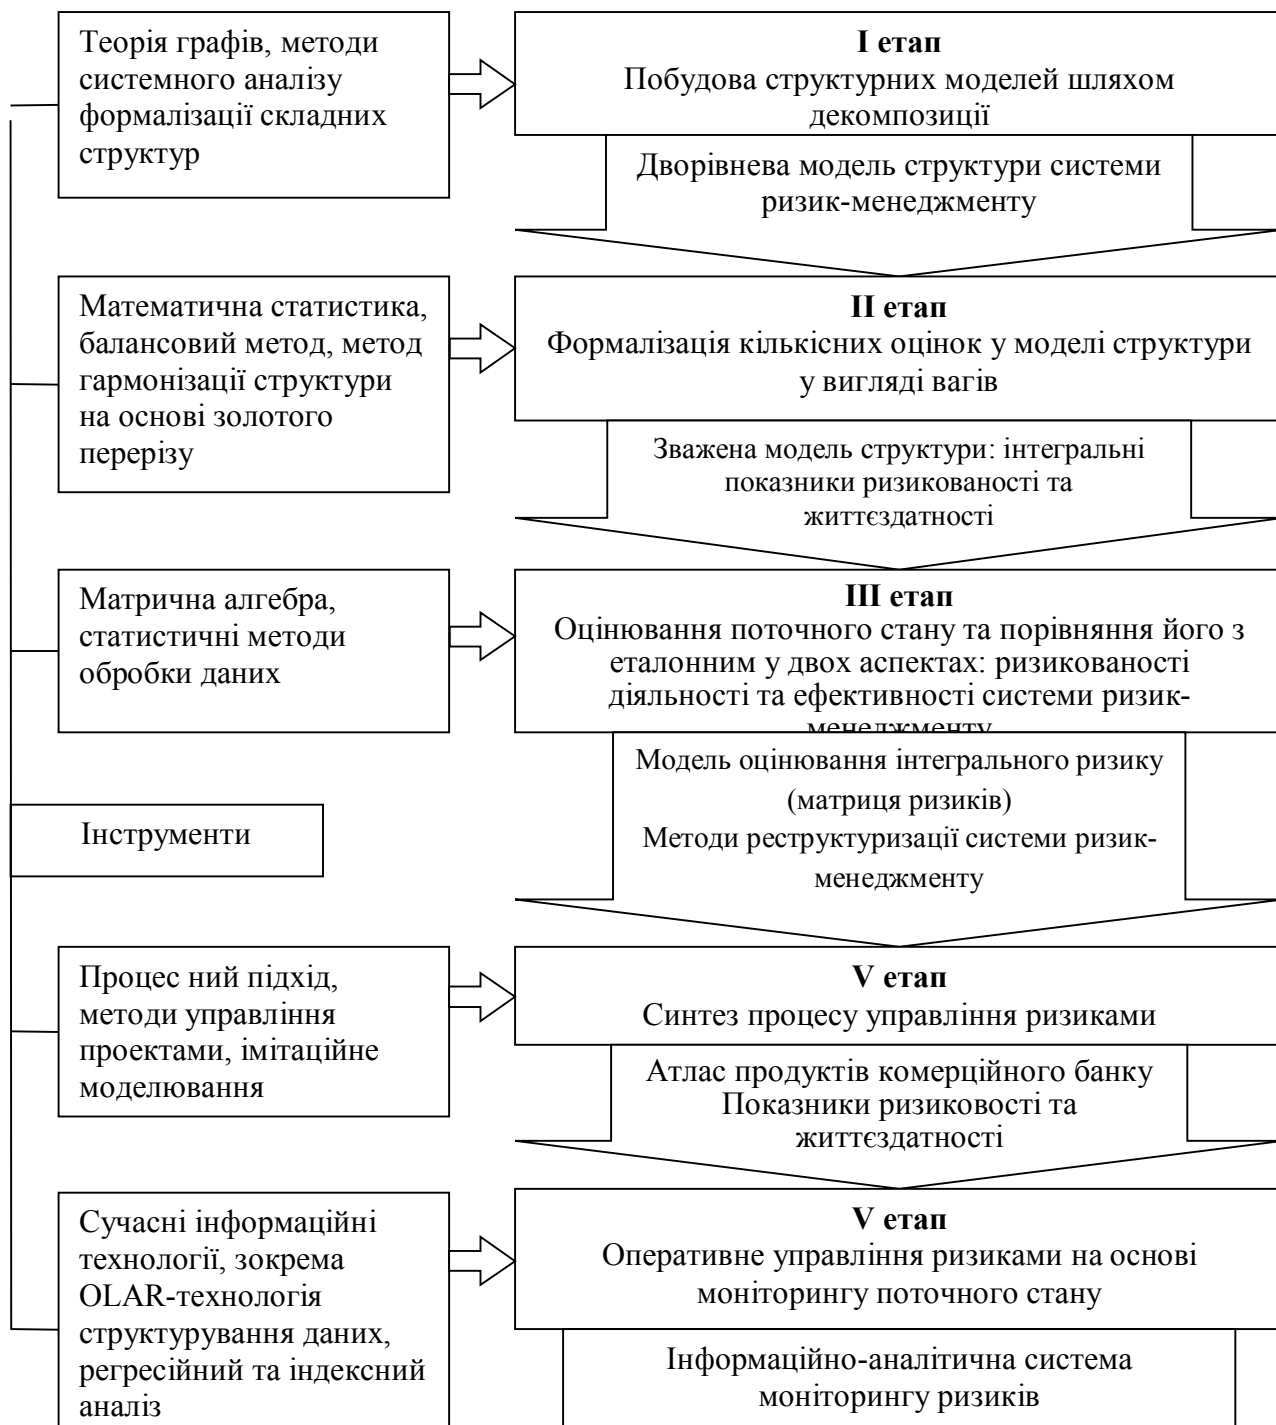 Теорія графів, методи
системного аналізу
формалізації складних
структур
І етап
Побудова структурних моделей шляхом
декомпозиції
Дворівнева модель структури системи
ризик-менеджменту
Математична статистика,
балансовий метод, метод
гармонізації структури
на основі золотого
перерізу
ІІ етап
Формалізація кількісних оцінок у моделі структури
у вигляді вагів
Зважена модель структури: інтегральні
показники ризикованості та
життєздатності
Матрична алгебра,
статистичні методи
обробки даних
ІІІ етап
Оцінювання поточного стану та порівняння його з
еталонним у двох аспектах: ризикованості
діяльності та ефективності системи ризик-
менеджменту
Модель оцінювання інтегрального ризику
(матриця ризиків)
Методи реструктуризації системи ризик-
менеджменту
Інструменти
Процес ний підхід,
методи управління
проектами, імітаційне
моделювання
V етап
Синтез процесу управління ризиками
Атлас продуктів комерційного банку
Показники ризиковості та
життєздатності
Сучасні інформаційні
технології, зокрема
OLAR-технологія
структурування даних,
регресійний та індексний
аналіз
V етап
Оперативне управління ризиками на основі
моніторингу поточного стану
Інформаційно-аналітична система
моніторингу ризиків